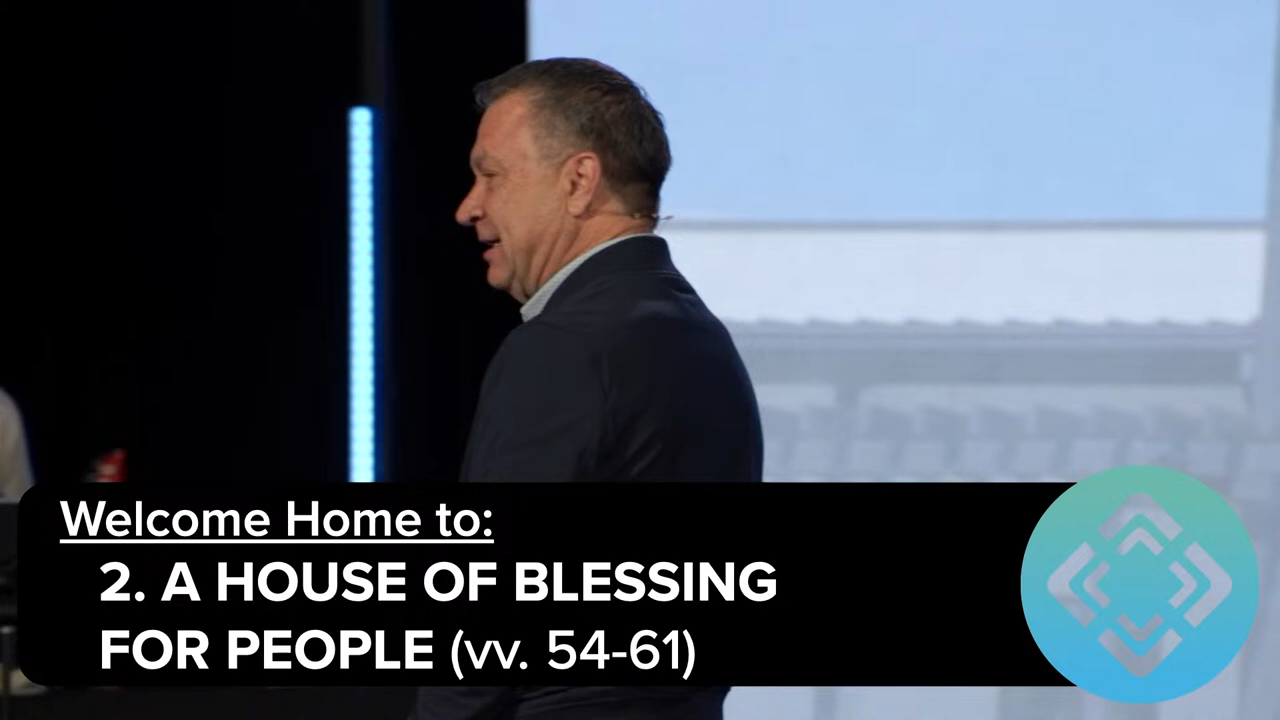 Welcome Home to:
2. A HOUSE OF BLESSING
FOR PEOPLE (vv. 54-61)